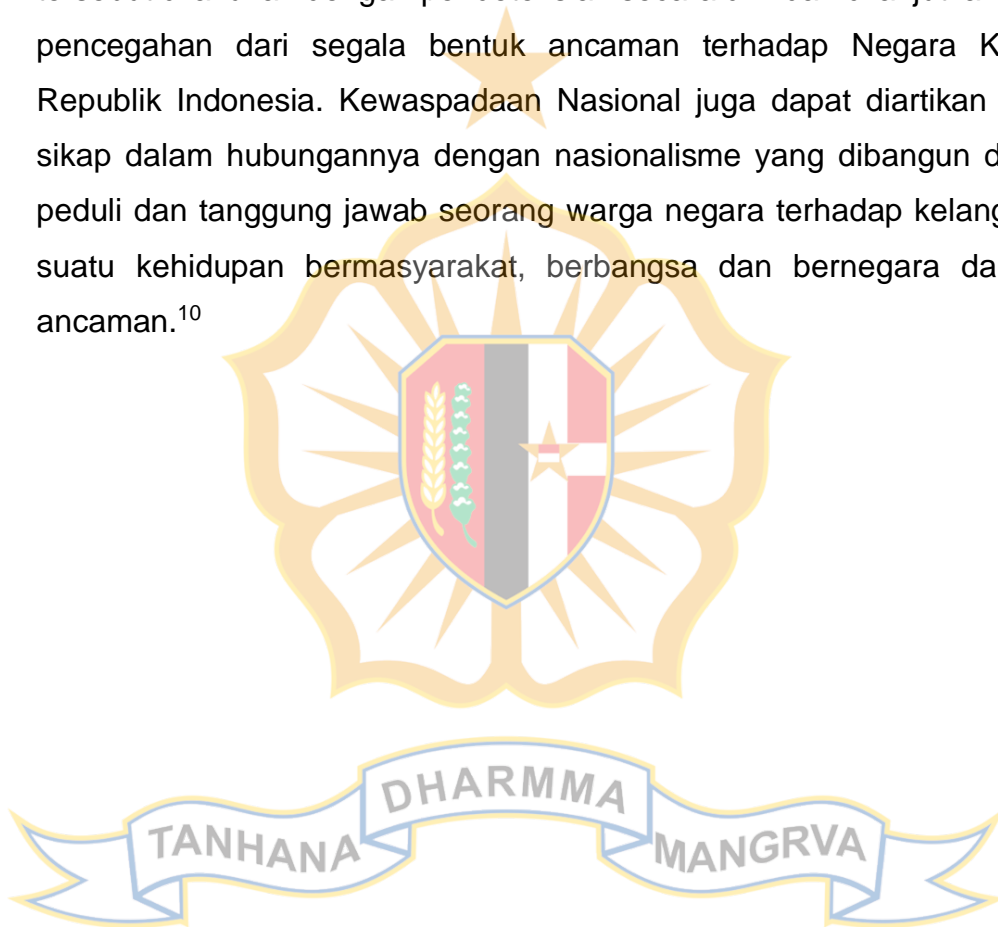 pencegahan dari segala bentuk ancaman terhadap Negara K
Republik Indonesia. Kewaspadaan Nasional juga dapat diartikan
sikap dalam hubungannya dengan nasionalisme yang dibangun d
peduli dan tanggung jawab seorang warga negara terhadap kelang
suatu kehidupan bermasyarakat, berbangsa dan bernegara da
ancaman.10
TANHANA DHARMMA MANGRVA